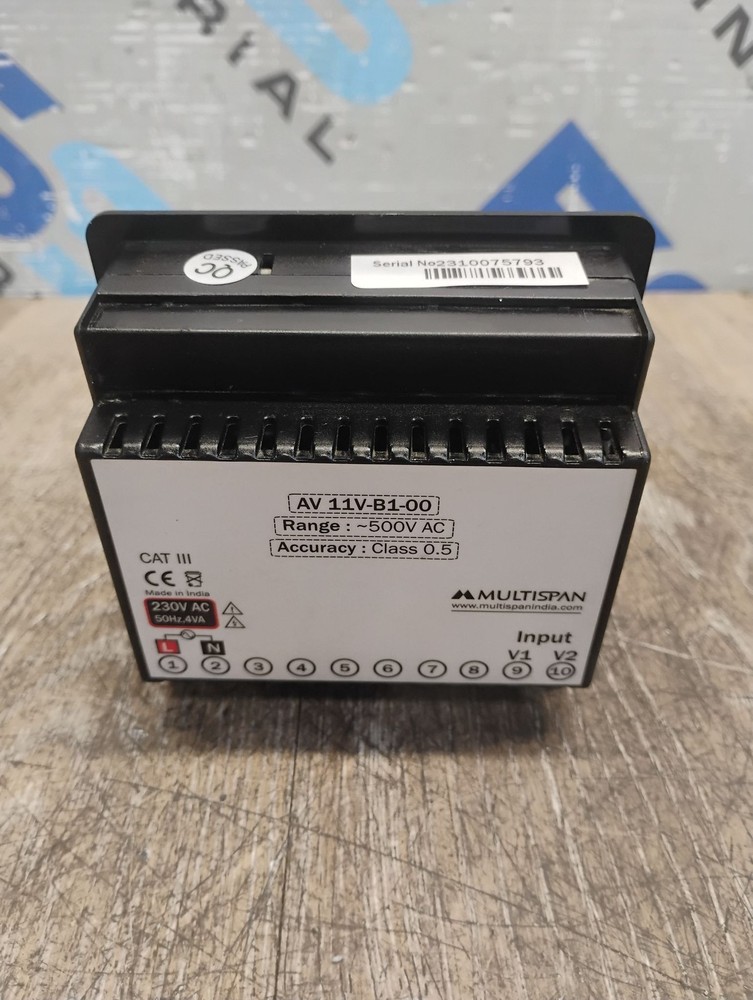 RIAL
IN
QC
PASSED
Serial No2310075793
AV 11V-B1-00
Range : ~500V AC
Accuracy : Class 0.5
CAT III
CE
Made in India
230V AC
50Hz,4VA
L N
MULTISPAN
www.multispanindia.com
Input
V1 V2
1 2 3 4 5 6 7 8 9 10